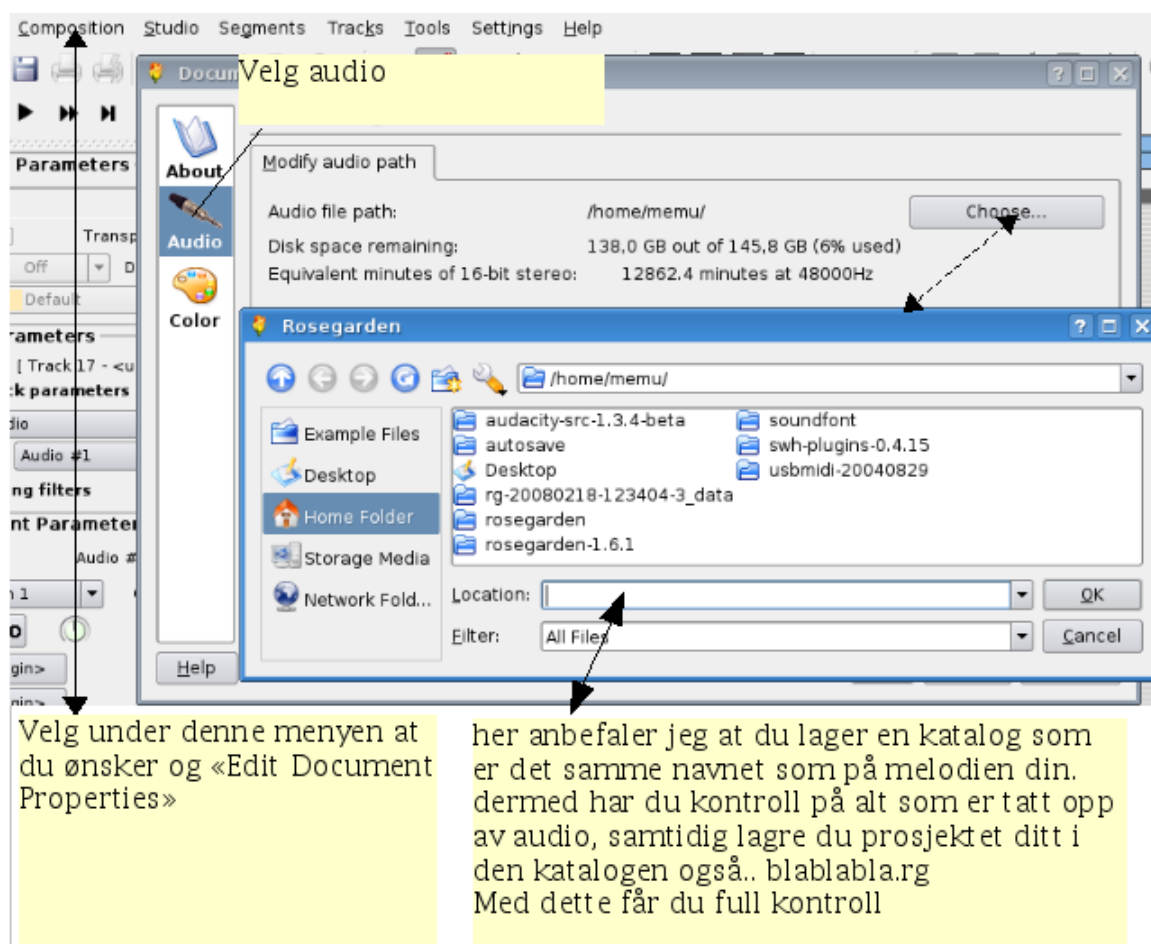 Composition Studio Segments Tracks Tools Settings Help
Velg audio
Docum
Parameters
Transp
Off
D
Default
rameters
[ Track 17 - <u
ck parameters
dio
Audio #1
ng filters
nt Parameter
Audio #
n 1
gin>
gin>
About
Audio
Color
Help
Modify audio path
Audio file path: /home/memu/ Choose...
Disk space remaining: 138,0 GB out of 145,8 GB (6% used)
Equivalent minutes of 16-bit stereo: 12862.4 minutes at 48000Hz
Rosegarden
/home/memu/
Example Files
Desktop
Home Folder
Storage Media
Network Fold...
audacity-src-1.3.4-beta
autosave
Desktop
rg-20080218-123404-3_data
rosegarden
rosegarden-1.6.1
soundfont
swh-plugins-0.4.15
usbmidi-20040829
Location: OK
Filter: All Files Cancel
Velg under denne menyen at
du ønsker og «Edit Document
Properties»
her anbefaler jeg at du lager en katalog som
er det samme navnet som på melodien din.
dermed har du kontroll på alt som er tatt opp
av audio, samtidig lagre du prosjektet ditt i
den katalogen også.. blablabla.rg
Med dette får du full kontroll